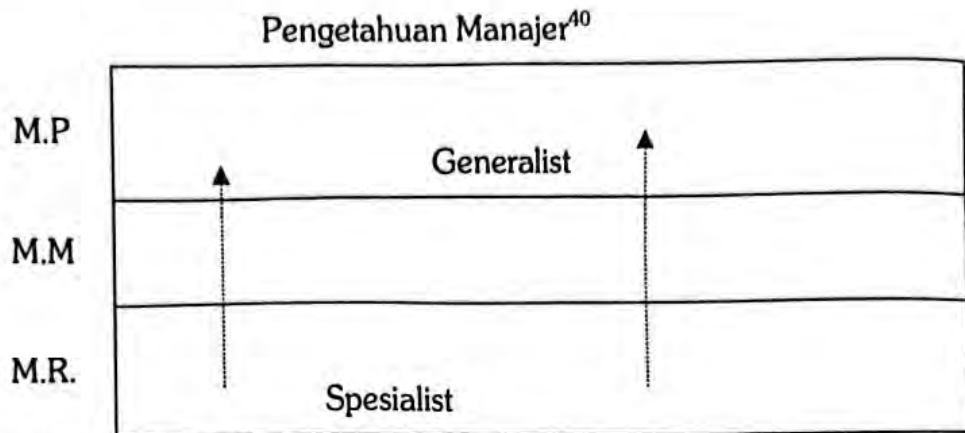 Pengetahuan Manajer⁴⁰
M.P
Generalist
M.M
M.R.
Spesialist